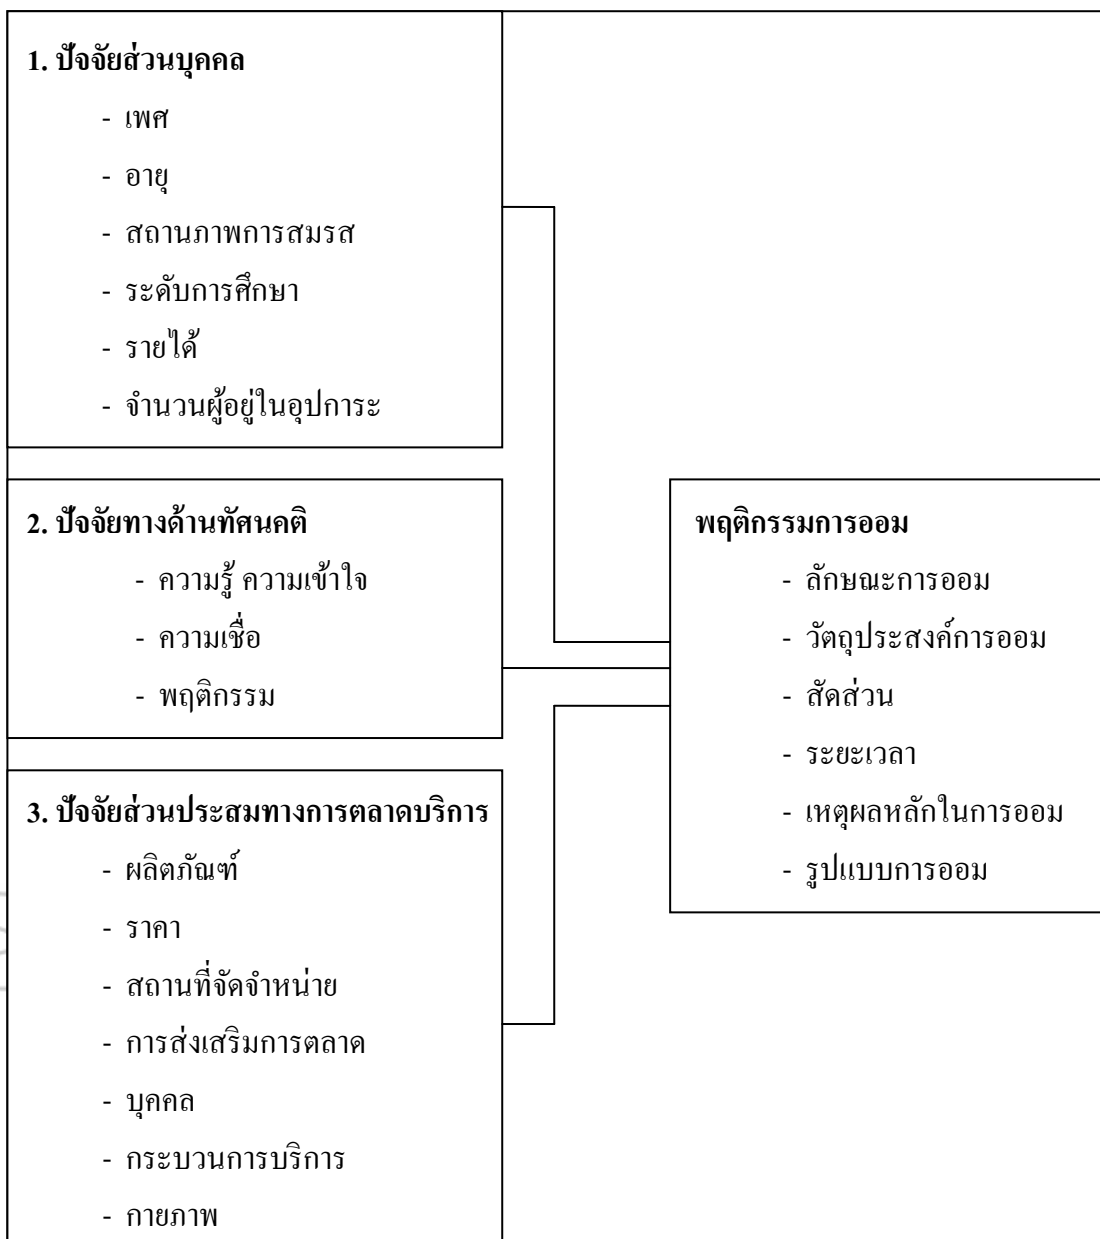 1. ปัจจัยส่วนบุคคล
- เพศ
- อายุ
- สถานภาพการสมรส
- ระดับการศึกษา
- รายได้
- จำนวนผู้อยู่ในอุปการะ
2. ปัจจัยทางด้านทัศนคติ
- ความรู้ ความเข้าใจ
- ความเชื่อ
- พฤติกรรม
3. ปัจจัยส่วนประสมทางการตลาดบริการ
- ผลิตภัณฑ์
- ราคา
- สถานที่จัดจำหน่าย
- การส่งเสริมการตลาด
- บุคคล
- กระบวนการบริการ
- กายภาพ
พฤติกรรมการออม
- ลักษณะการออม
- วัตถุประสงค์การออม
- สัดส่วน
- ระยะเวลา
- เหตุผลหลักในการออม
- รูปแบบการออม